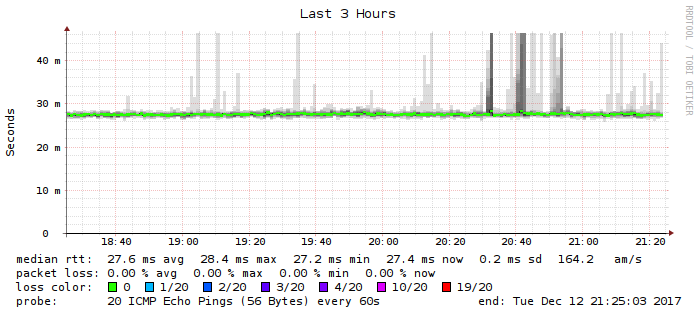 Last 3 Hours
RRDTOOL / TOBI OETIKER
Seconds
40 m
30 m
20 m
10 m
0
18:40 19:00 19:20 19:40 20:00 20:20 20:40 21:00 21:20
median rtt: 27.6 ms avg 28.4 ms max 27.2 ms min 27.4 ms now 0.2 ms sd 164.2 am/s
packet loss: 0.00 % avg 0.00 % max 0.00 % min 0.00 % now
loss color: 0 1/20 2/20 3/20 4/20 10/20 19/20
probe: 20 ICMP Echo Pings (56 Bytes) every 60s end: Tue Dec 12 21:25:03 2017